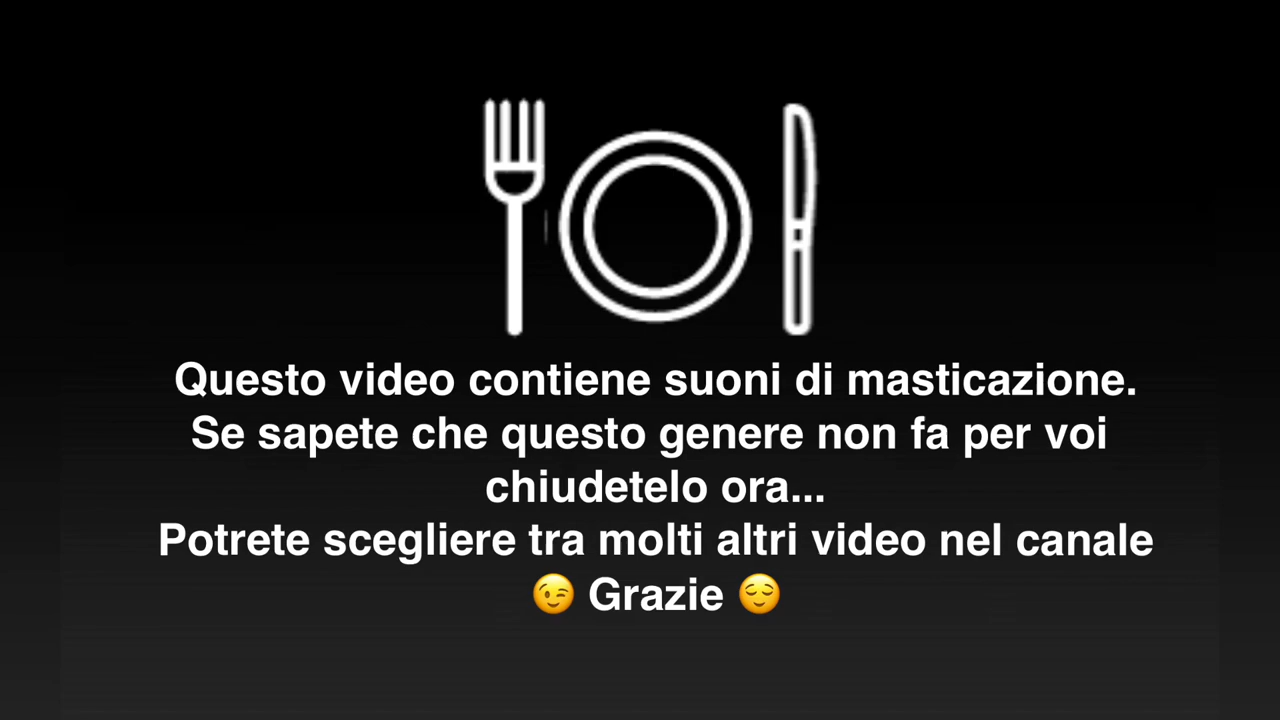 Questo video contiene suoni di masticazione.
Se sapete che questo genere non fa per voi
chiudetelo ora...
Potrete scegliere tra molti altri video nel canale
😉 Grazie 😌